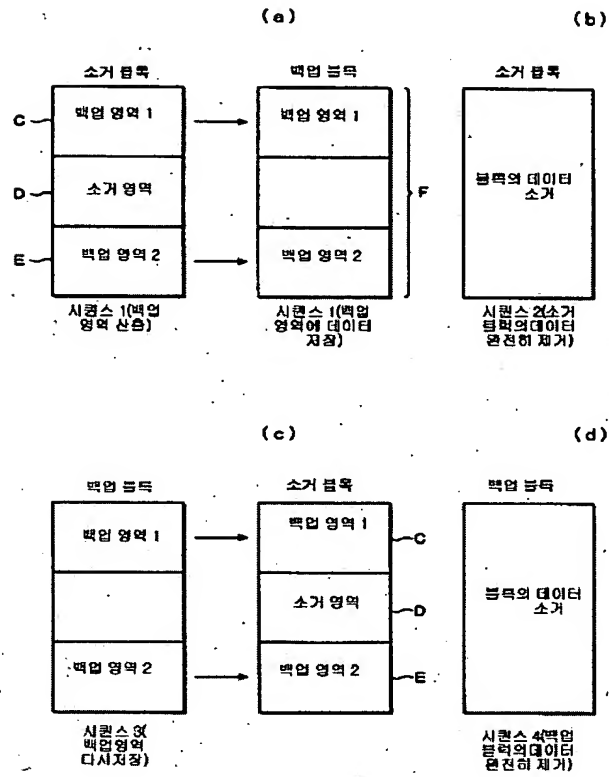 (a)
(b)
소거 블록
백업 블록
소거 블록
C
백업 영역 1
백업 영역 1
D
소거 영역
F
블록의 데이터
소거
E
백업 영역 2
백업 영역 2
시퀀스 1(백업
영역 산출)
시퀀스 1(백업
영역에 데이터
저장)
시퀀스 2(소거
블럭의데이터
완전히 제거)
(c)
(d)
백업 블록
소거 블록
백업 블록
백업 영역 1
백업 영역 1
C
소거 영역
D
블록의 데이터
소거
백업 영역 2
백업 영역 2
E
시퀀스 3(
백업영역
다시저장)
시퀀스 4(백업
블럭의데이터
완전히 제거)